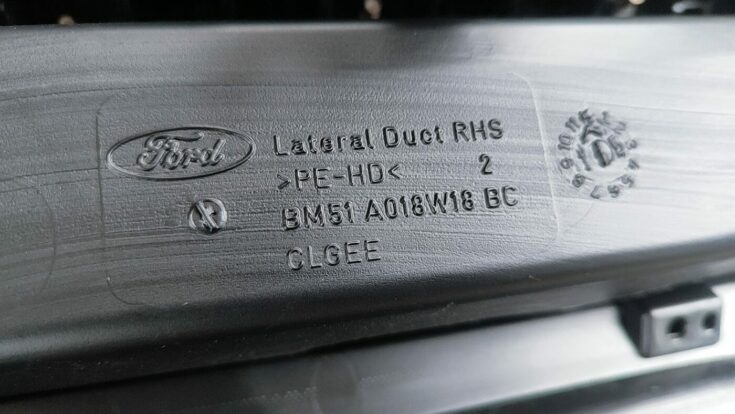 Ford
Lateral Duct RHS
>PE-HD< 2
BM51 A018W18 BC
CLGEE